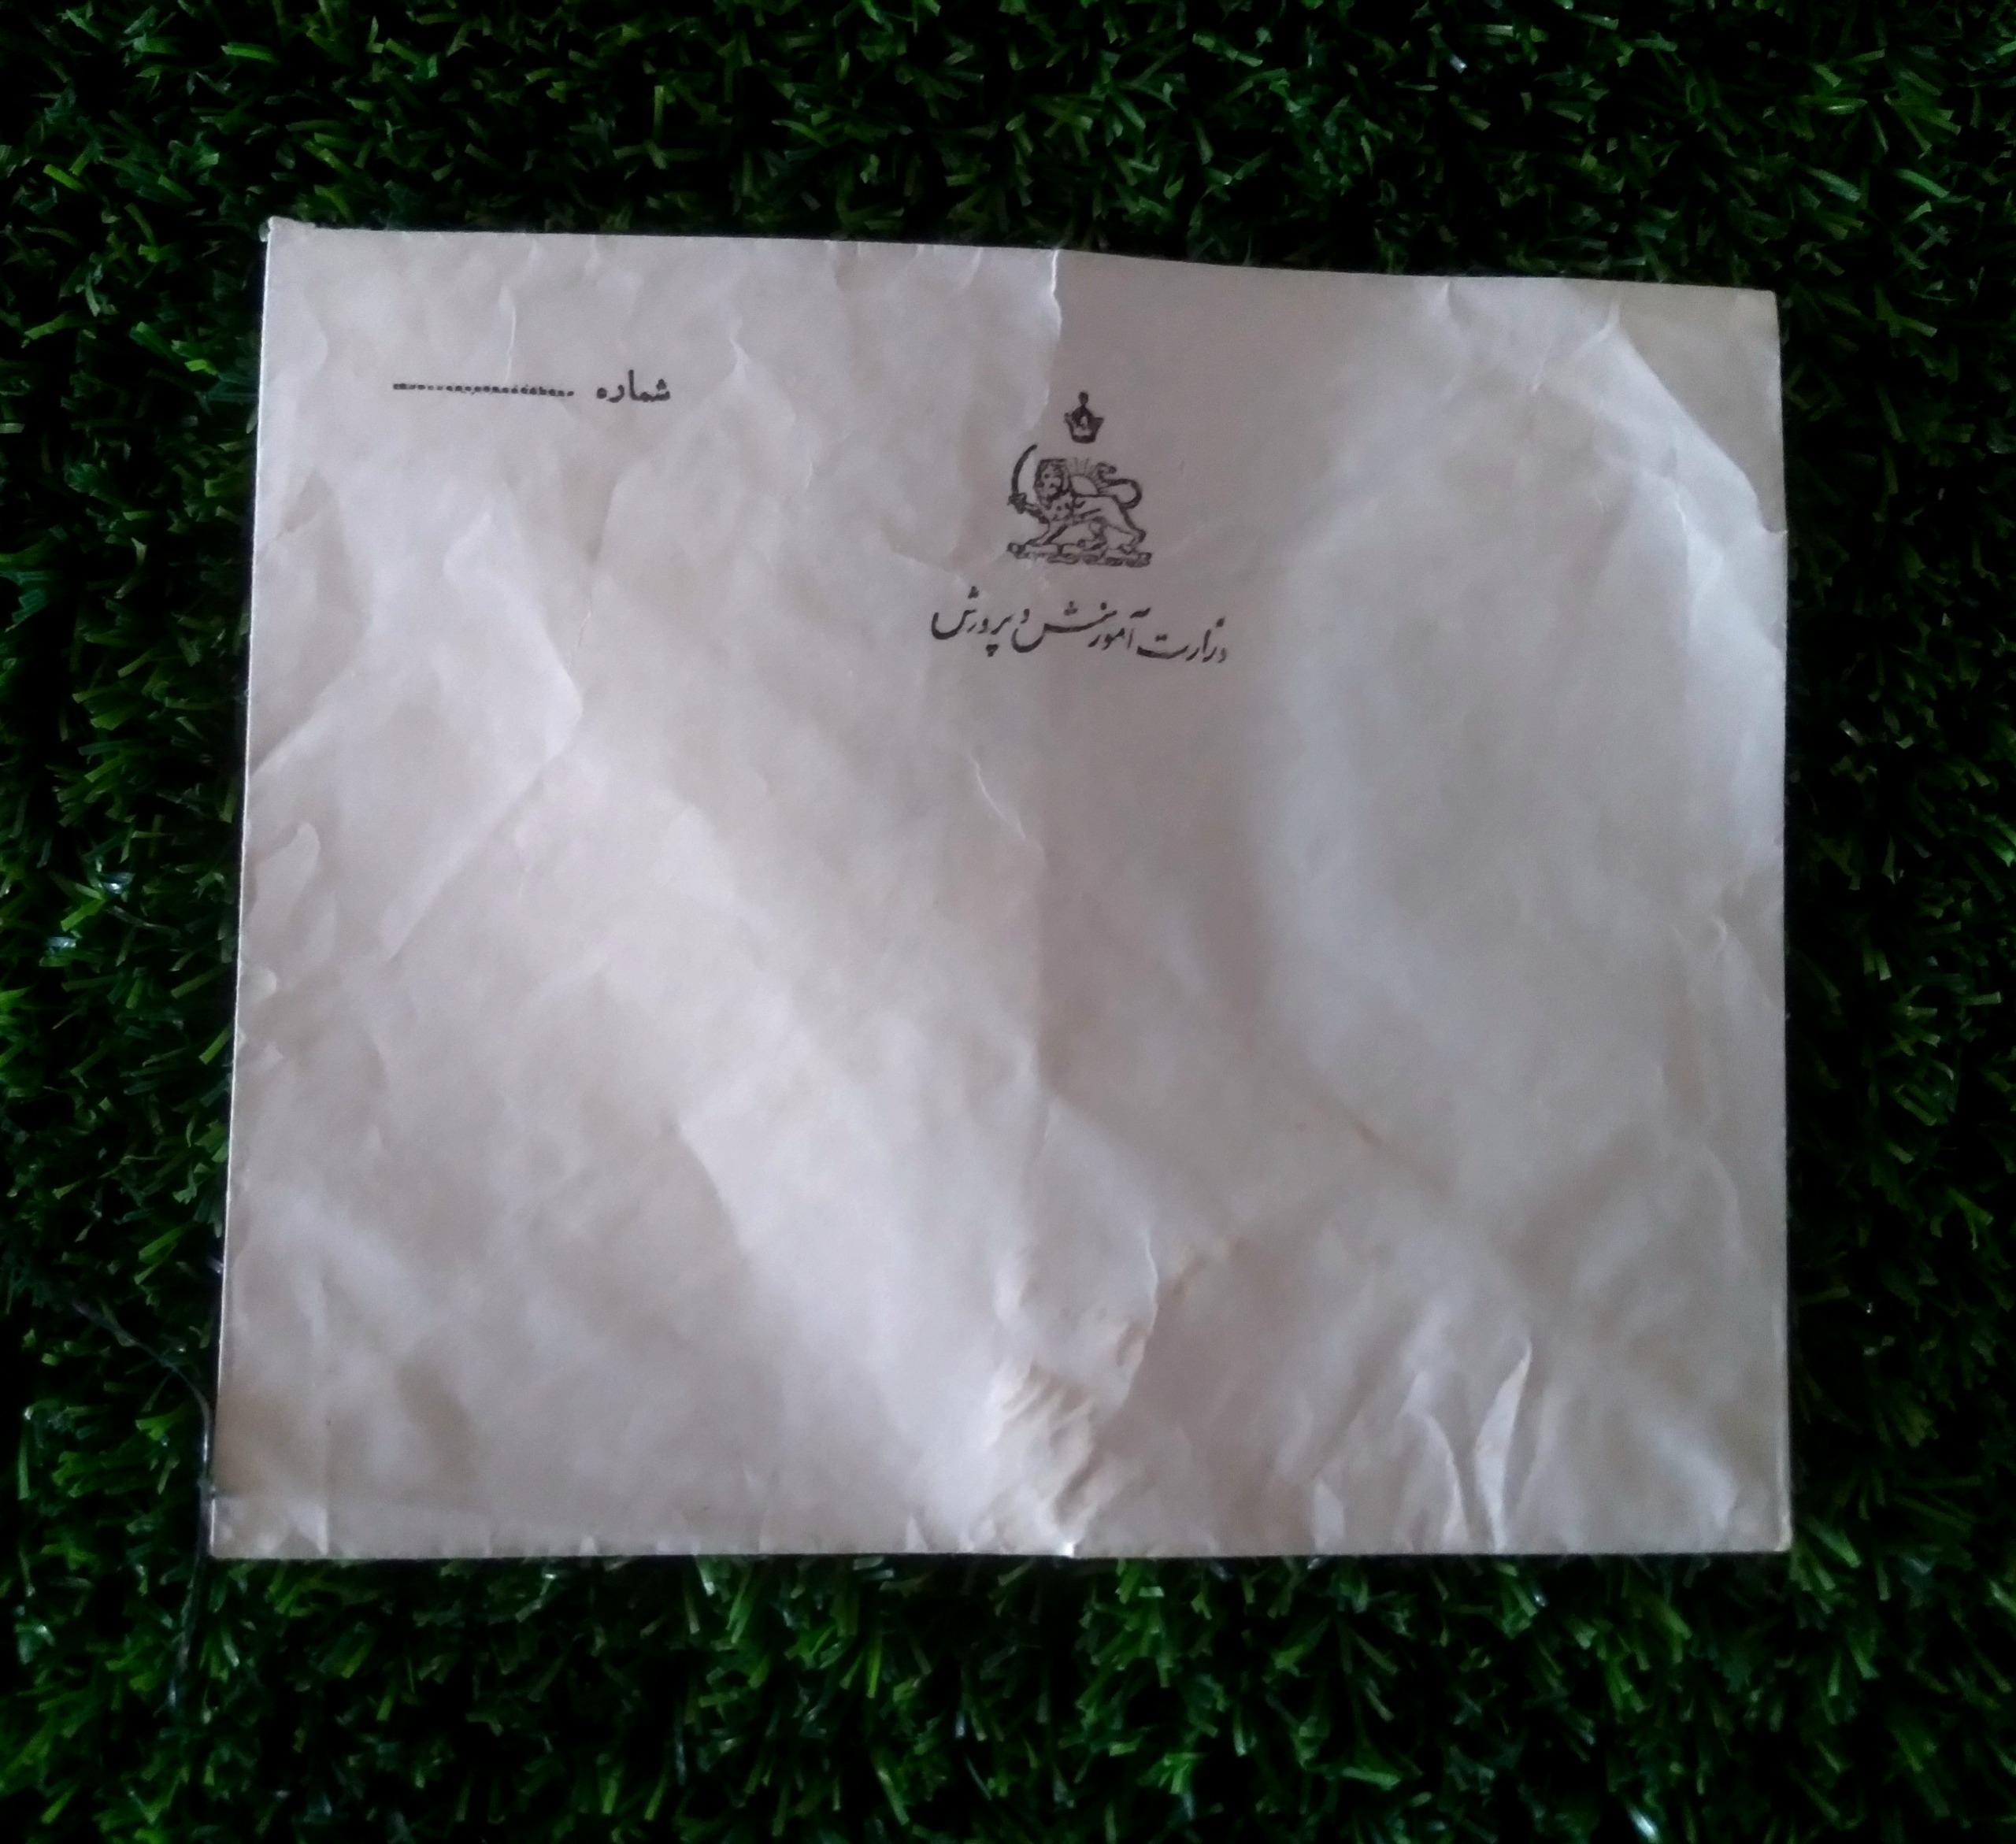 شماره ....................
وزارت آموزش و پرورش